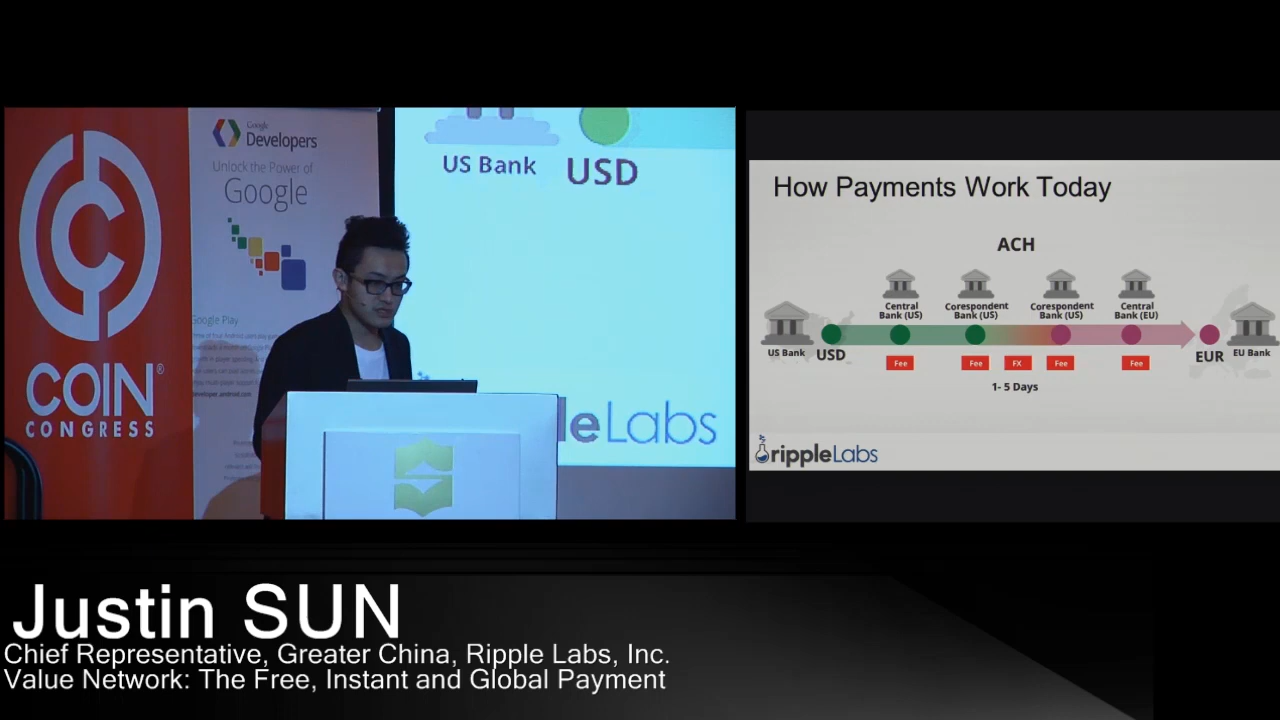 COIN®
CONGRESS
Google
Developers
Unlock the Power of
Google
Google Play
US Bank
USD
leLabs
How Payments Work Today
ACH
Central
Bank (US)
Corespondent
Bank (US)
Corespondent
Bank (US)
Central
Bank (EU)
US Bank
USD
EUR
EU Bank
Fee
Fee
FX
Fee
Fee
1- 5 Days
rippleLabs
Justin SUN
Chief Representative, Greater China, Ripple Labs, Inc.
Value Network: The Free, Instant and Global Payment